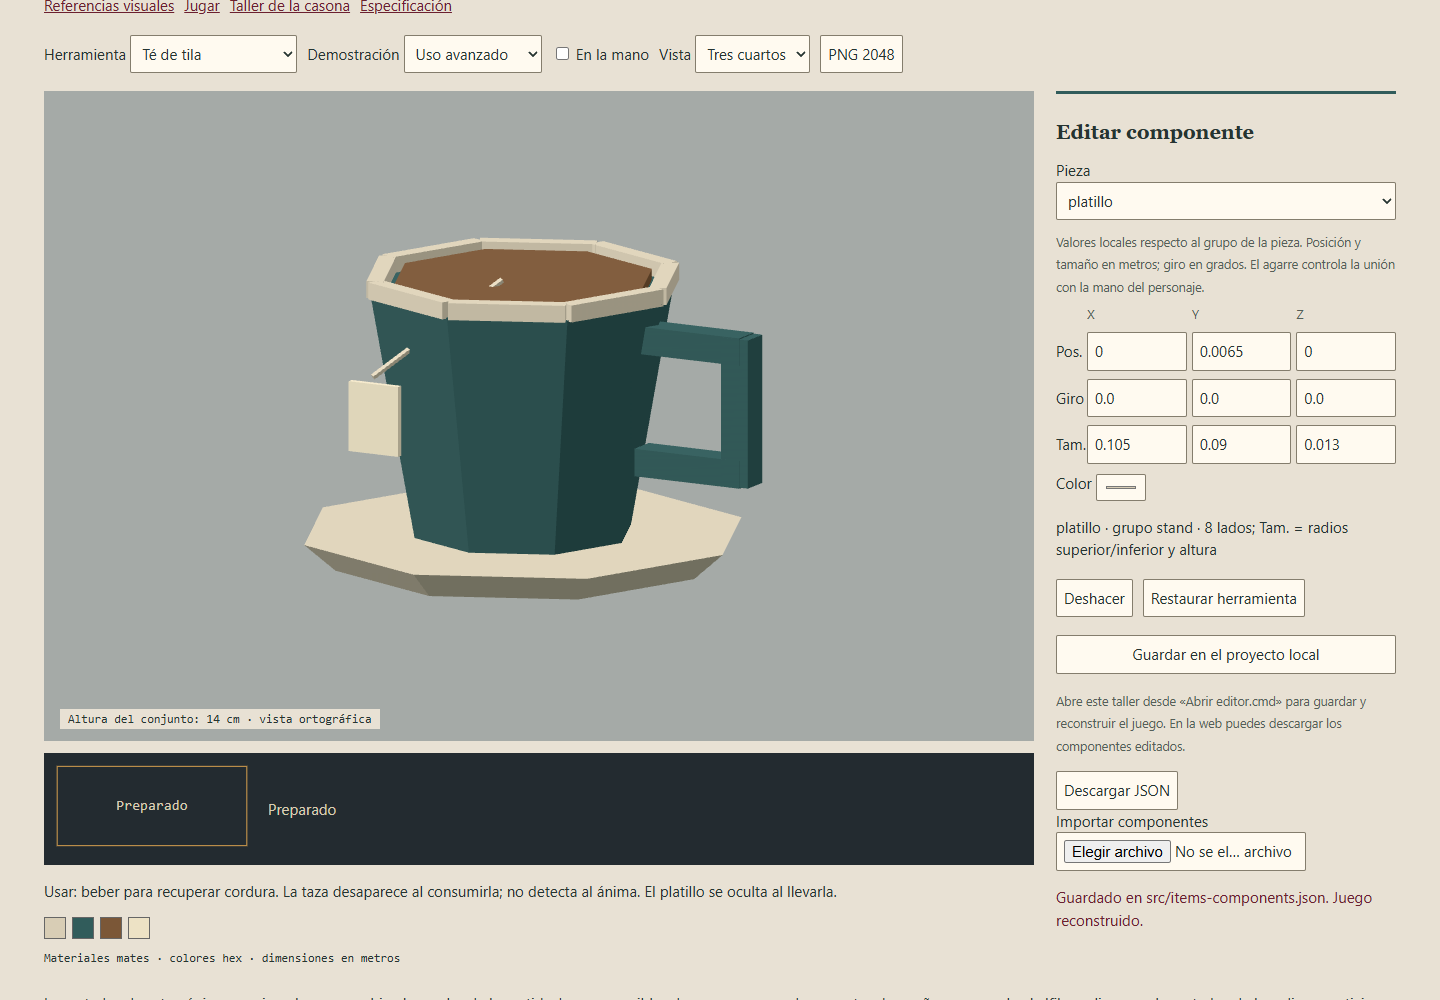 Referencias visuales Jugar Taller de la casona Especificación
Herramienta Té de tila Demostración Uso avanzado En la mano Vista Tres cuartos PNG 2048
Altura del conjunto: 14 cm · vista ortográfica
Preparado Preparado
Usar: beber para recuperar cordura. La taza desaparece al consumirla; no detecta al ánima. El platillo se oculta al llevarla.
Materiales mates · colores hex · dimensiones en metros
Editar componente
Pieza
platillo
Valores locales respecto al grupo de la pieza. Posición y
tamaño en metros; giro en grados. El agarre controla la unión
con la mano del personaje.
X Y Z
Pos. 0 0.0065 0
Giro 0.0 0.0 0.0
Tam. 0.105 0.09 0.013
Color
platillo · grupo stand · 8 lados; Tam. = radios
superior/inferior y altura
Deshacer Restaurar herramienta
Guardar en el proyecto local
Abre este taller desde «Abrir editor.cmd» para guardar y
reconstruir el juego. En la web puedes descargar los
componentes editados.
Descargar JSON
Importar componentes
Elegir archivo No se el... archivo
Guardado en src/items-components.json. Juego
reconstruido.